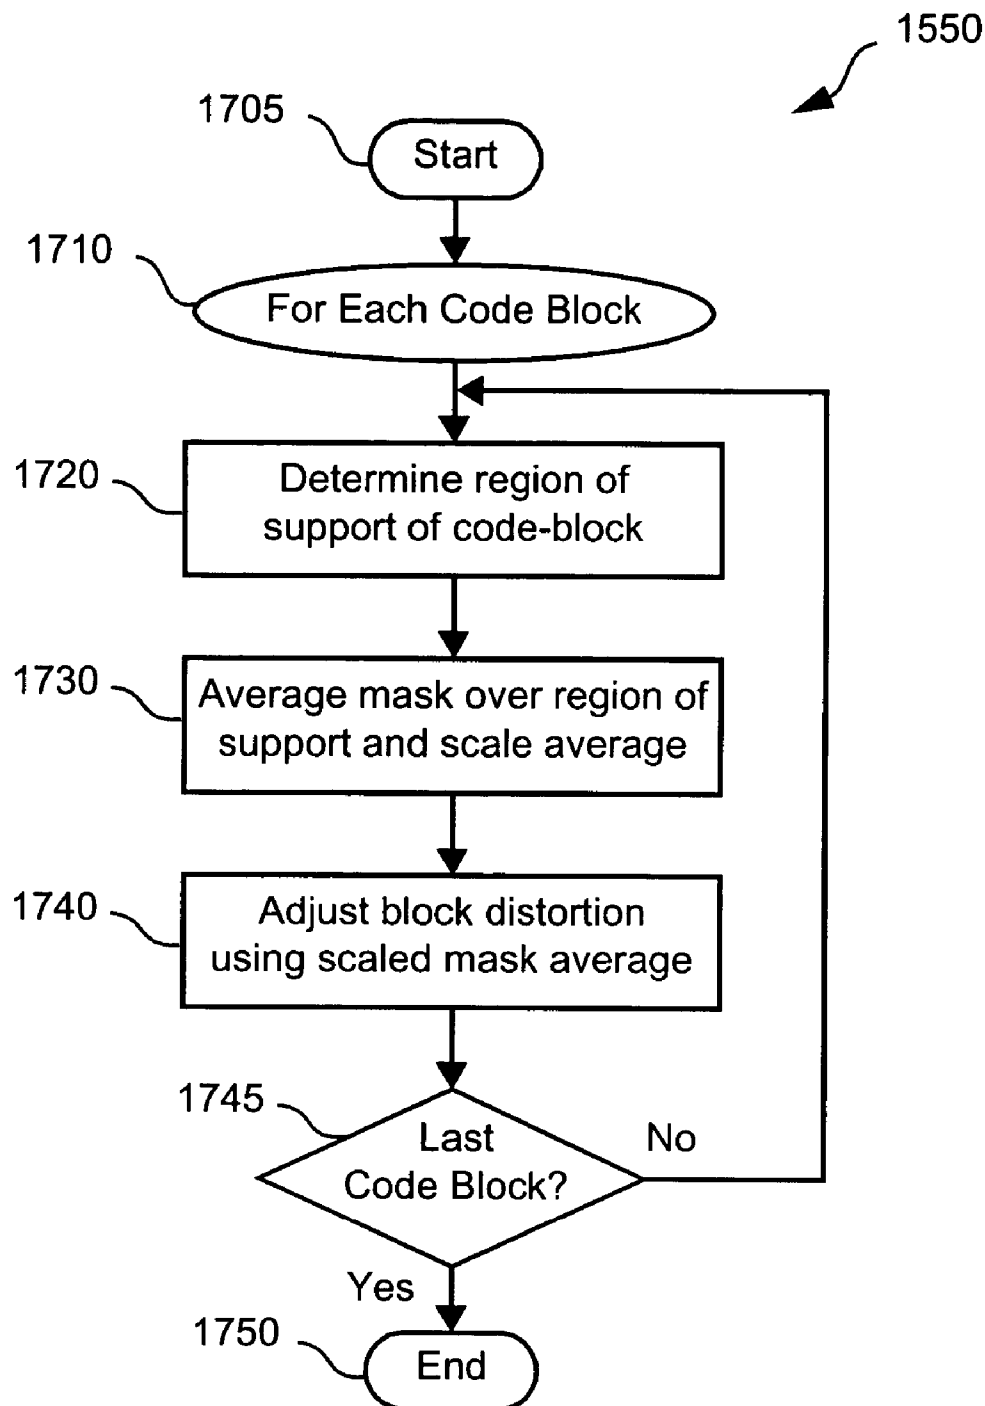 1550
1705
Start
1710
For Each Code Block
1720
Determine region of
support of code-block
1730
Average mask over region of
support and scale average
1740
Adjust block distortion
using scaled mask average
1745
Last
Code Block?
No
Yes
1750
End